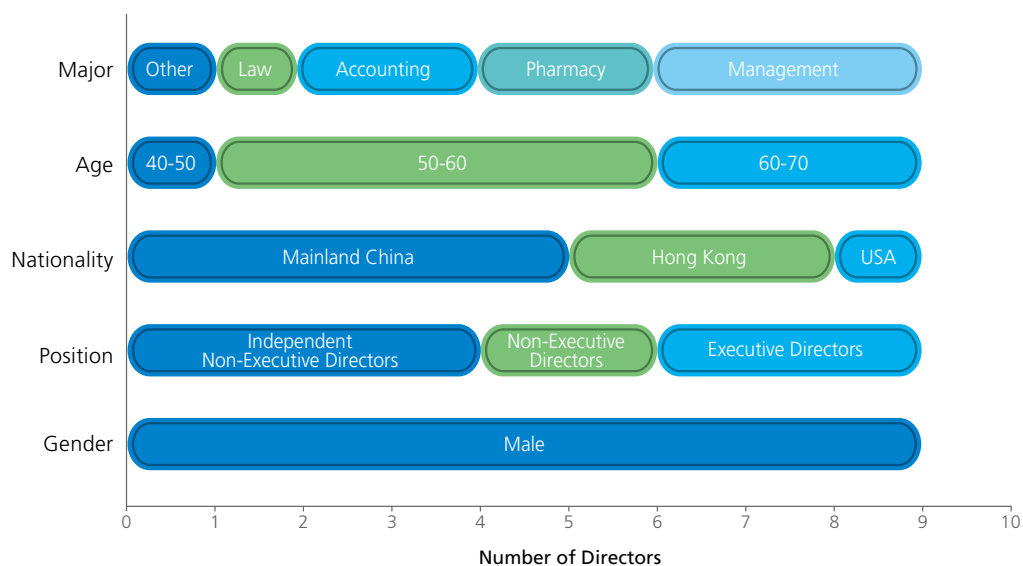 Major
Other
Law
Accounting
Pharmacy
Management
Age
40-50
50-60
60-70
Nationality
Mainland China
Hong Kong
USA
Position
Independent
Non-Executive Directors
Non-Executive
Directors
Executive Directors
Gender
Male
0 1 2 3 4 5 6 7 8 9 10
Number of Directors